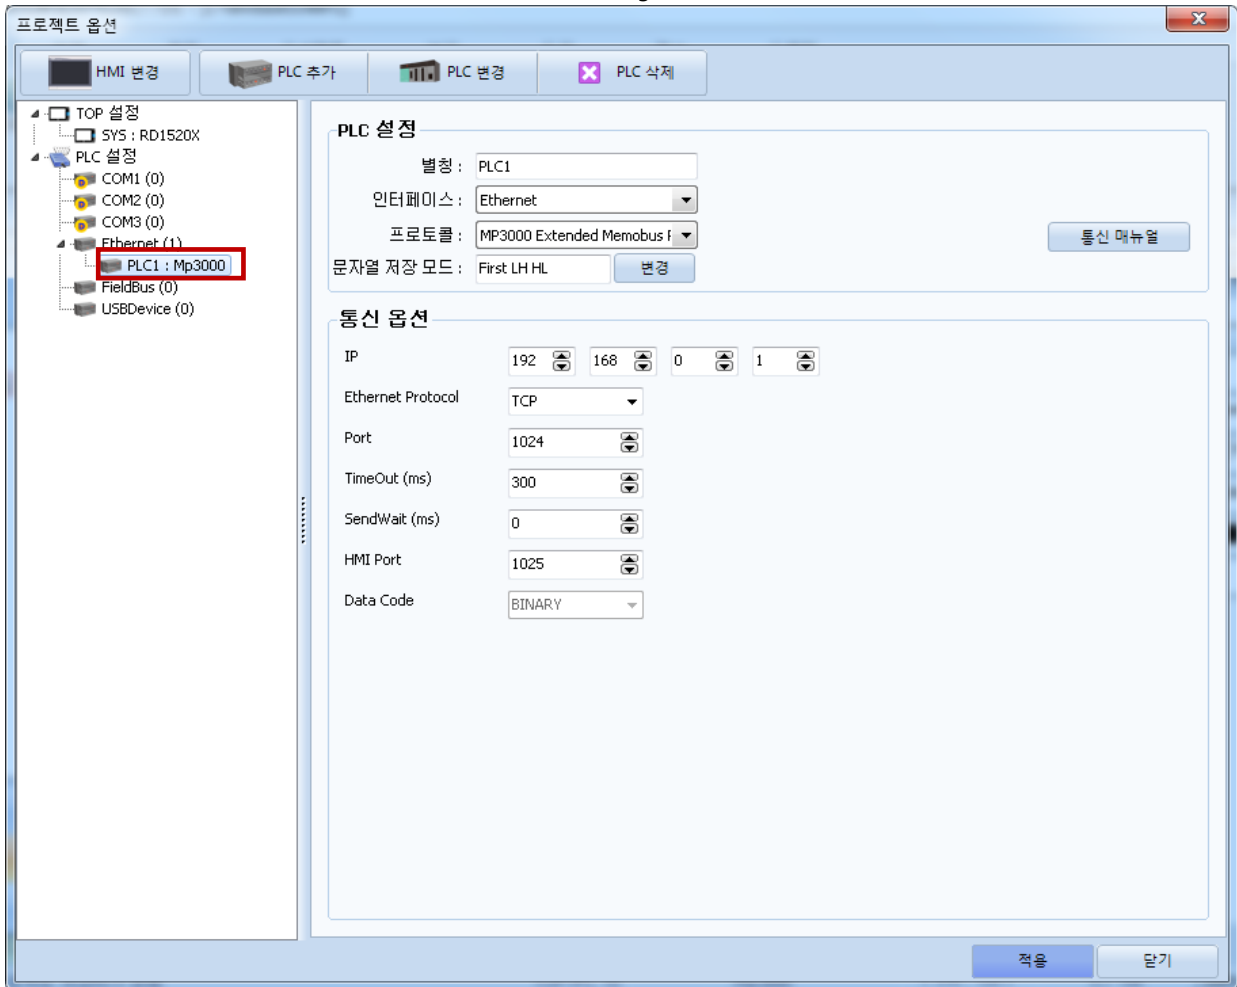 프로젝트 옵션
HMI 변경
PLC 추가
PLC 변경
PLC 삭제
TOP 설정
SYS : RD1520X
PLC 설정
COM1 (0)
COM2 (0)
COM3 (0)
Ethernet (1)
PLC1 : Mp3000
FieldBus (0)
USBDevice (0)
PLC 설정
별칭 : PLC1
인터페이스 : Ethernet
프로토콜 : MP3000 Extended Memobus
통신 매뉴얼
문자열 저장 모드 : First LH HL 변경
통신 옵션
IP 192 168 0 1
Ethernet Protocol TCP
Port 1024
TimeOut (ms) 300
SendWait (ms) 0
HMI Port 1025
Data Code BINARY
적용 닫기